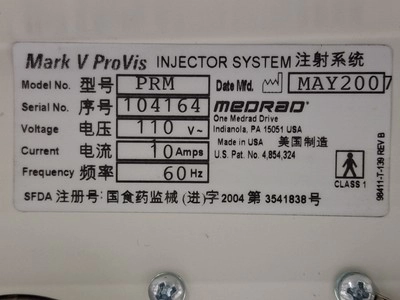 Mark V ProVis INJECTOR SYSTEM 注射系统
Model No. 型号 PRM Date Mfd. MAY2007
Serial No. 序号 104164 MEDRAD
One Medrad Drive
Voltage 电压 110 V~ Indianola, PA 15051 USA
Made in USA 美国制造
Current 电流 10 Amps U.S. Pat. No. 4,854,324
Frequency 频率 60 Hz
CLASS 1
SFDA 注册号: 国食药监械 (进)字 2004 第 3541838 号
98411-T-139 REV B